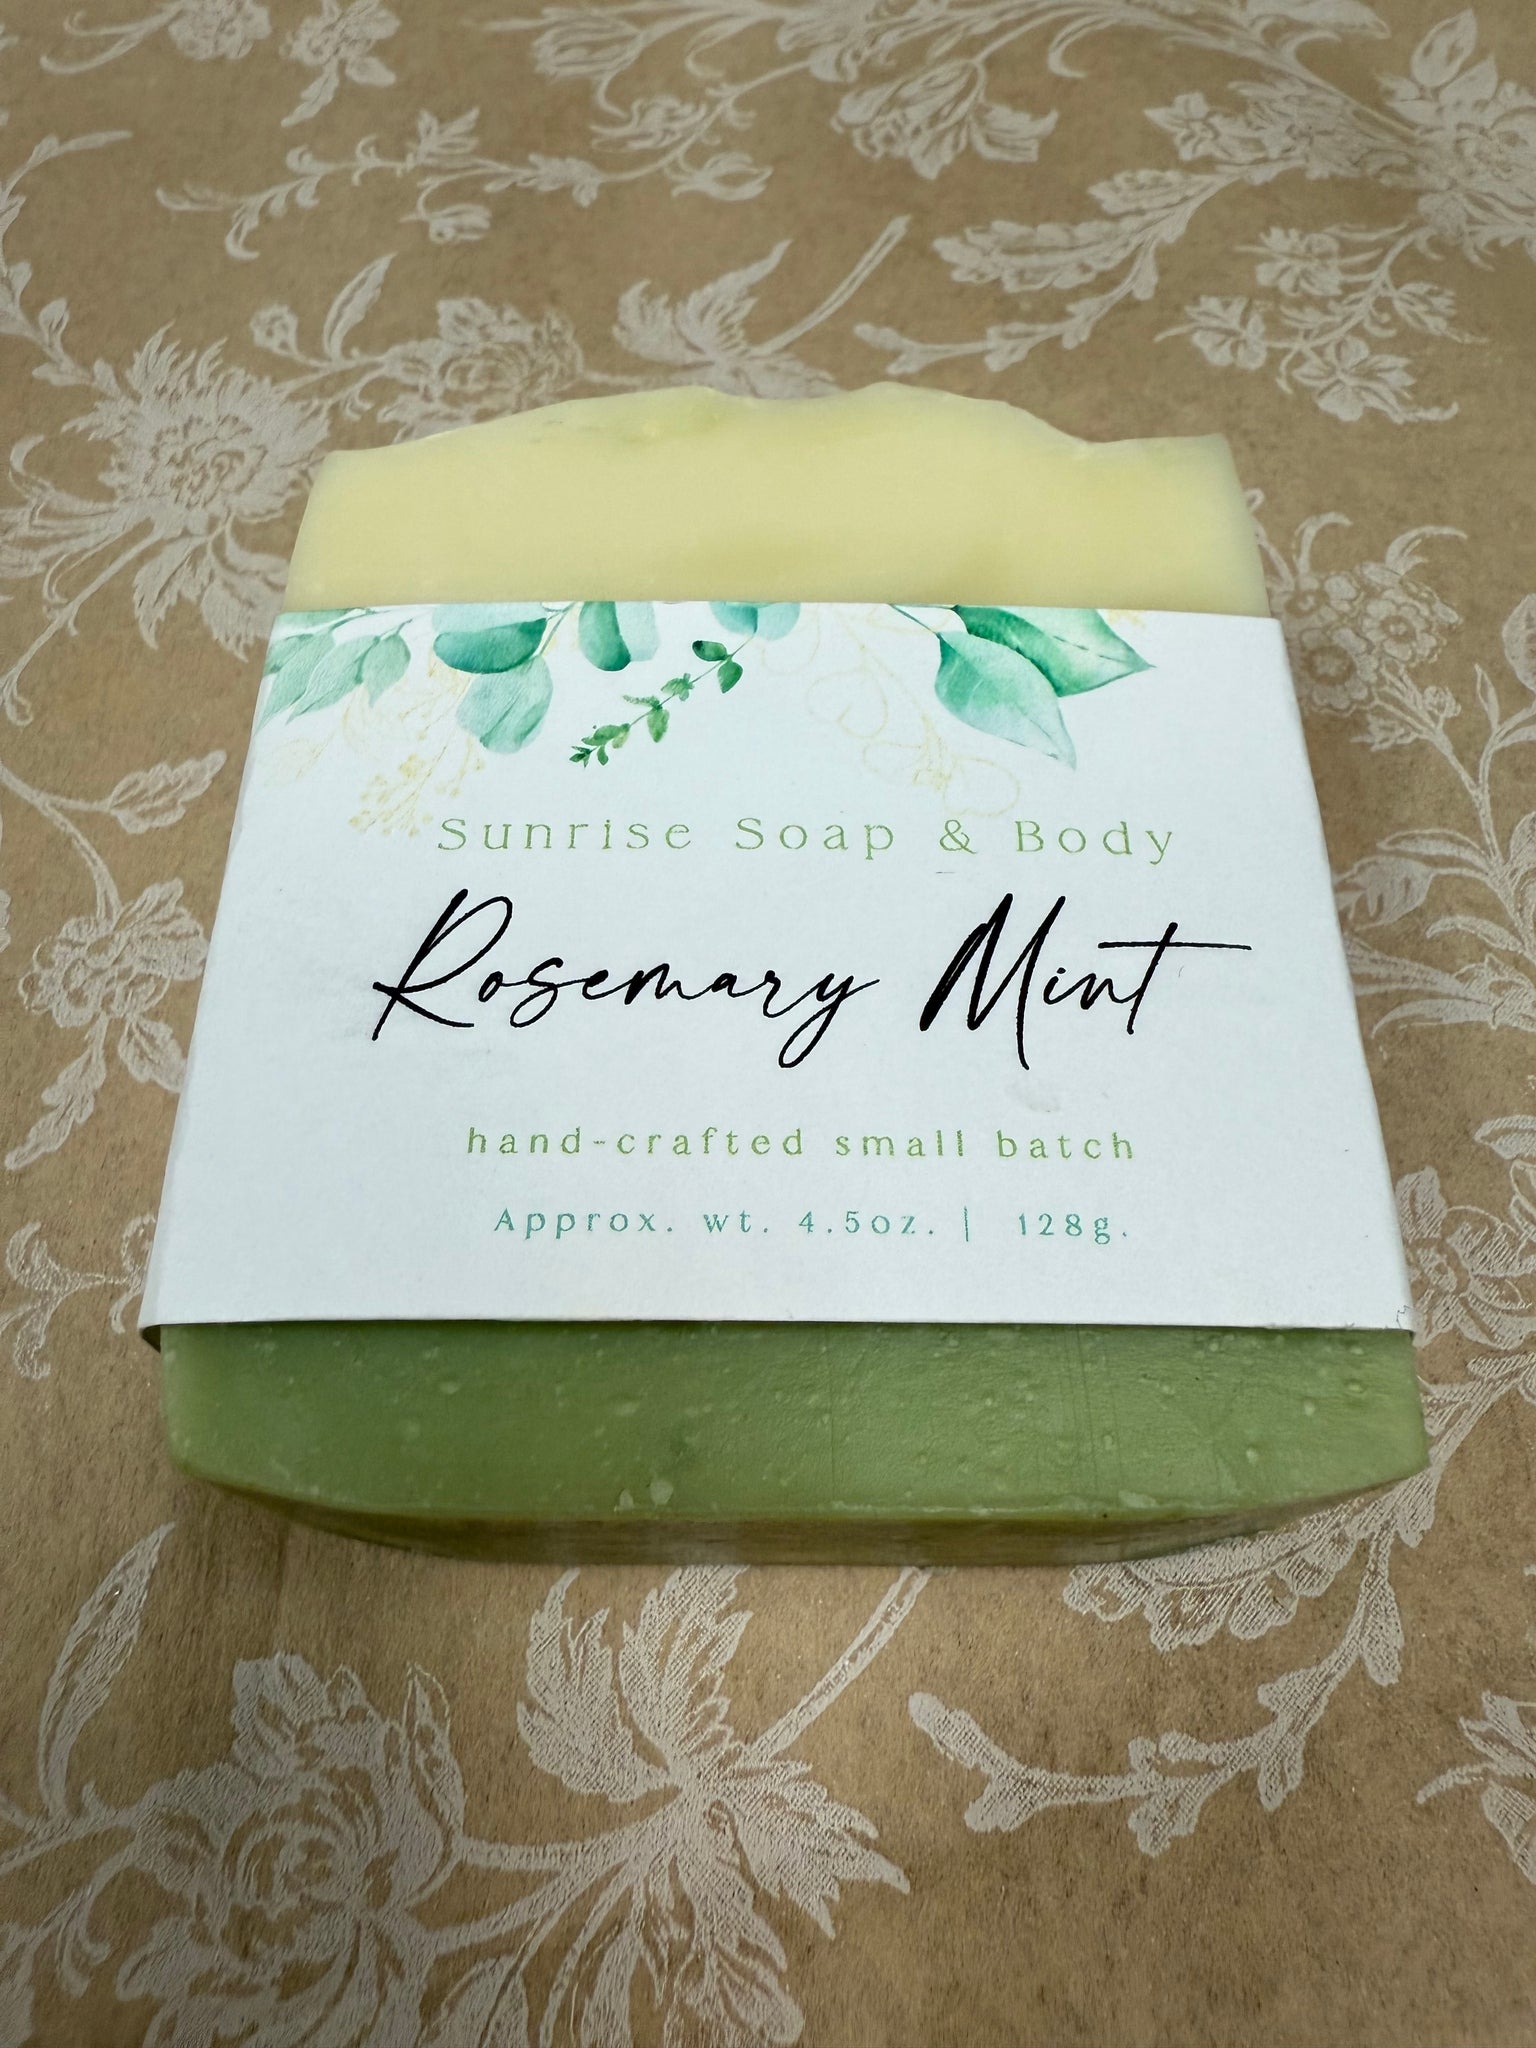 Sunrise Soap & Body
Rosemary Mint
hand-crafted small batch
Approx. wt. 4.5oz. | 128g.